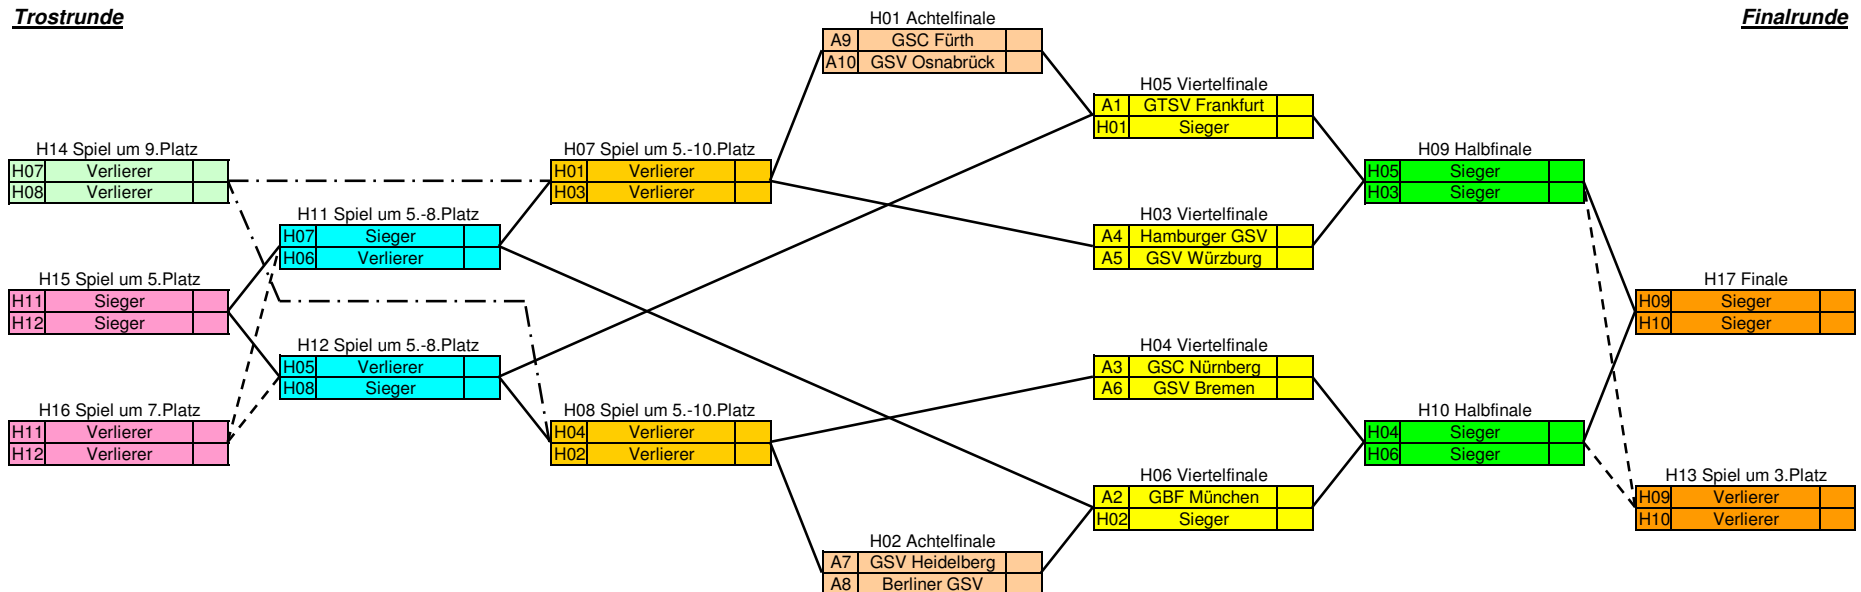 Trostrunde
Finalrunde
H01 Achtelfinale
A9 GSC Fürth
A10 GSV Osnabrück
H05 Viertelfinale
A1 GTSV Frankfurt
H01 Sieger
H14 Spiel um 9.Platz
H07 Verlierer
H08 Verlierer
H07 Spiel um 5.-10.Platz
H01 Verlierer
H03 Verlierer
H09 Halbfinale
H05 Sieger
H03 Sieger
H11 Spiel um 5.-8.Platz
H07 Sieger
H06 Verlierer
H03 Viertelfinale
A4 Hamburger GSV
A5 GSV Würzburg
H15 Spiel um 5.Platz
H11 Sieger
H12 Sieger
H17 Finale
H09 Sieger
H10 Sieger
H12 Spiel um 5.-8.Platz
H05 Verlierer
H08 Sieger
H04 Viertelfinale
A3 GSC Nürnberg
A6 GSV Bremen
H16 Spiel um 7.Platz
H11 Verlierer
H12 Verlierer
H08 Spiel um 5.-10.Platz
H04 Verlierer
H02 Verlierer
H10 Halbfinale
H04 Sieger
H06 Sieger
H06 Viertelfinale
A2 GBF München
H02 Sieger
H13 Spiel um 3.Platz
H09 Verlierer
H10 Verlierer
H02 Achtelfinale
A7 GSV Heidelberg
A8 Berliner GSV